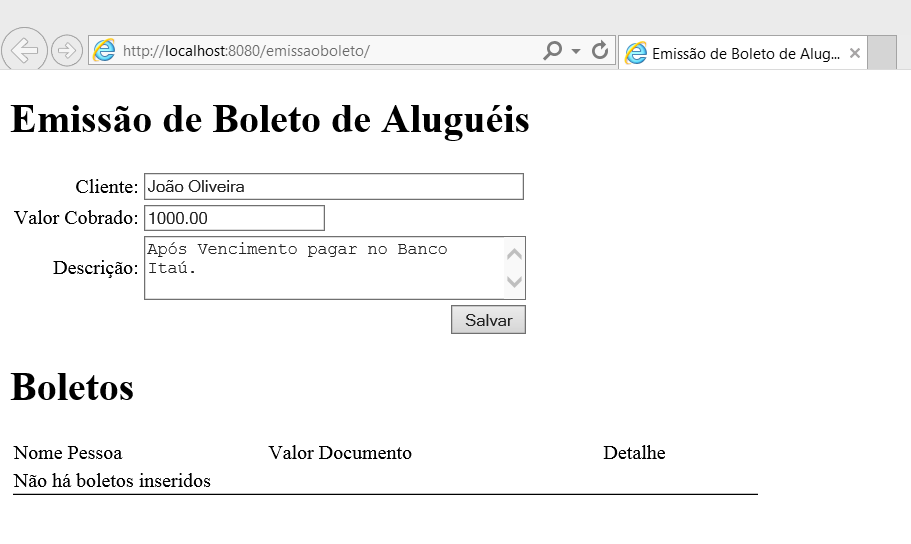 http://localhost:8080/emissaoboleto/ Emissão de Boleto de Alug...
Emissão de Boleto de Aluguéis
Cliente: João Oliveira
Valor Cobrado: 1000.00
Descrição: Após Vencimento pagar no Banco
Itaú.
Salvar
Boletos
Nome Pessoa Valor Documento Detalhe
Não há boletos inseridos